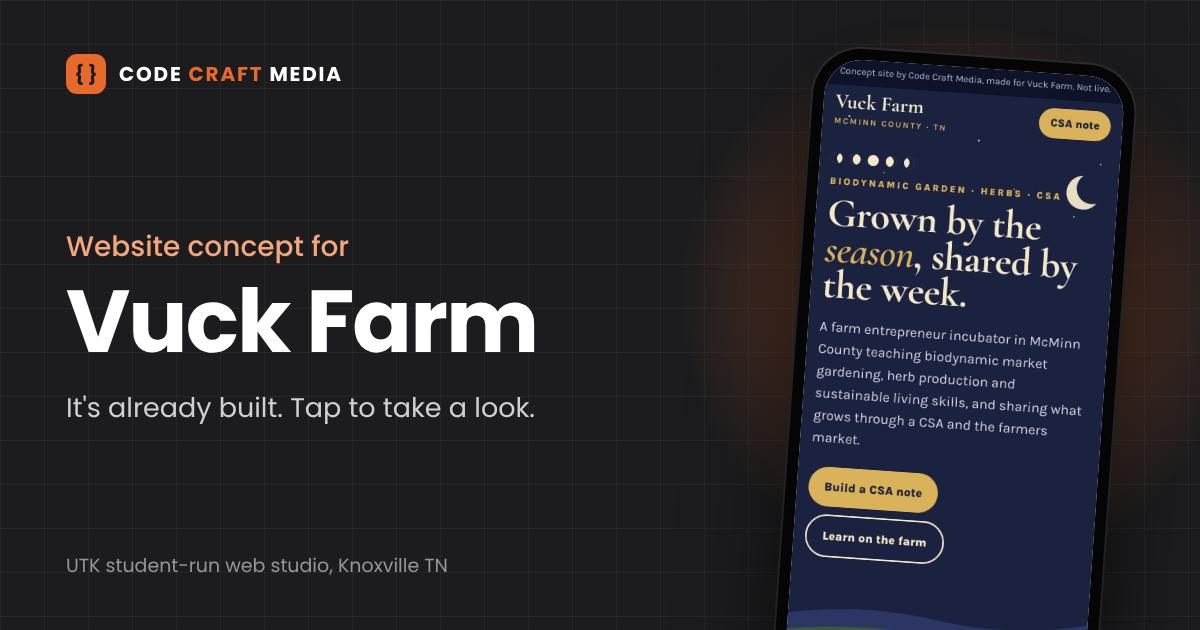 { } CODE CRAFT MEDIA
Website concept for
Vuck Farm
It's already built. Tap to take a look.
UTK student-run web studio, Knoxville TN
Concept site by Code Craft Media, made for Vuck Farm. Not live.
Vuck Farm
MCMINN COUNTY · TN
CSA note
BIODYNAMIC GARDEN · HERBS · CSA
Grown by the
season, shared by
the week.
A farm entrepreneur incubator in McMinn
County teaching biodynamic market
gardening, herb production and
sustainable living skills, and sharing what
grows through a CSA and the farmers
market.
Build a CSA note
Learn on the farm